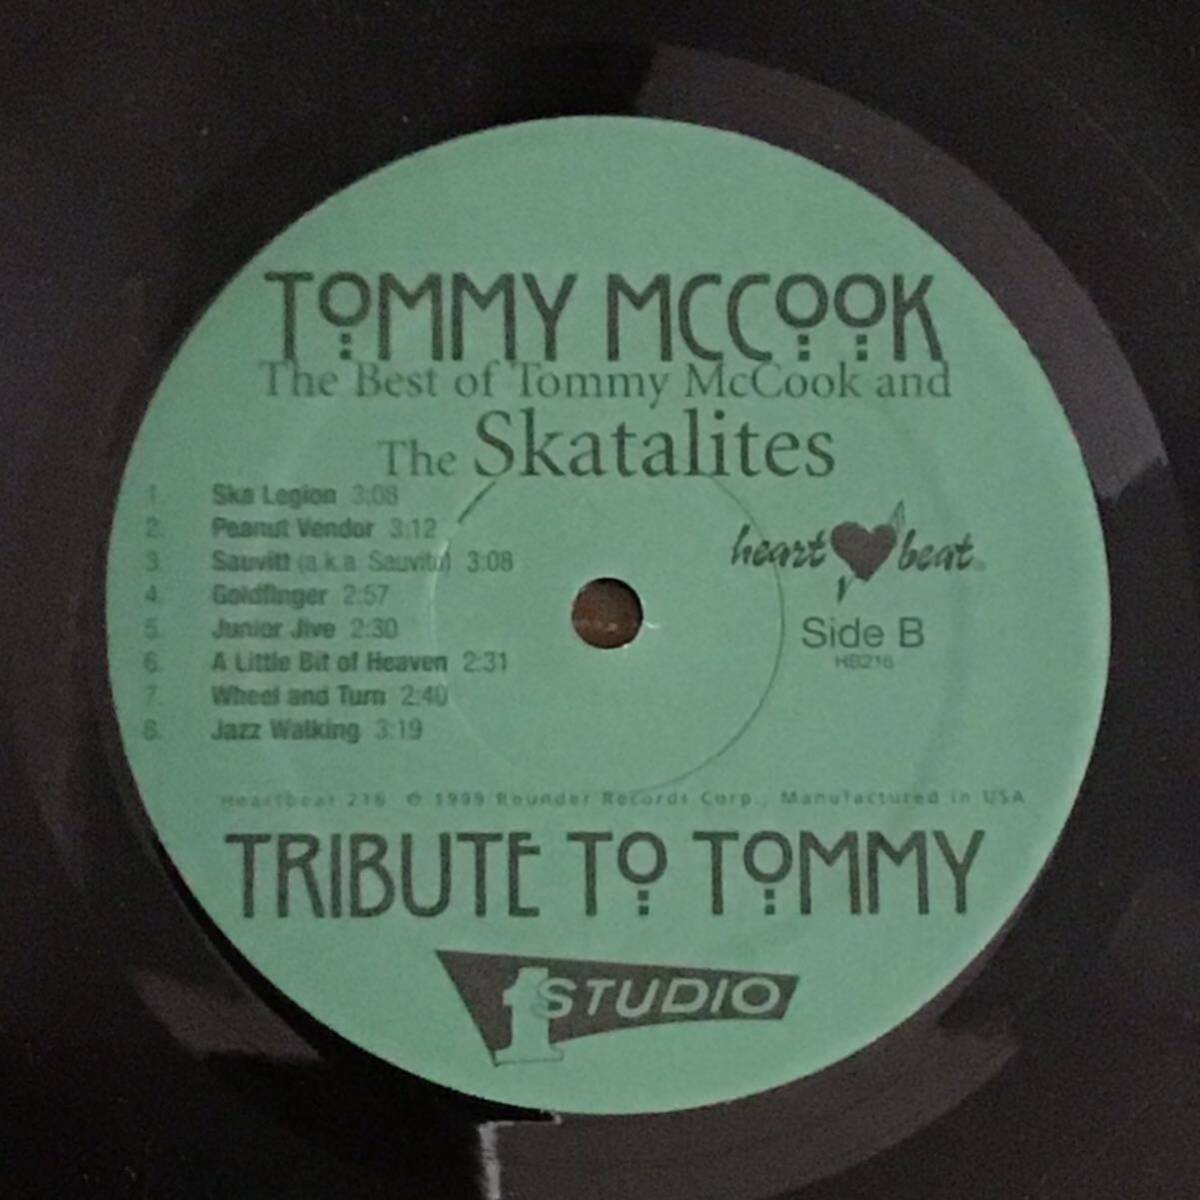 TOMMY MCCOOK
The Best of Tommy McCook and
The Skatalites
1. Ska Legion 3:08
2. Peanut Vendor 3:12
3. Sauvitt (a.k.a. Sauvito) 3:08
4. Goldfinger 2:57
5. Junior Jive 2:30
6. A Little Bit of Heaven 2:31
7. Wheel and Turn 2:40
8. Jazz Walking 3:19
heart beat
Side B
HB216
Heartbeat 216 © 1999 Rounder Records Corp., Manufactured in USA
TRIBUTE TO TOMMY
1 STUDIO